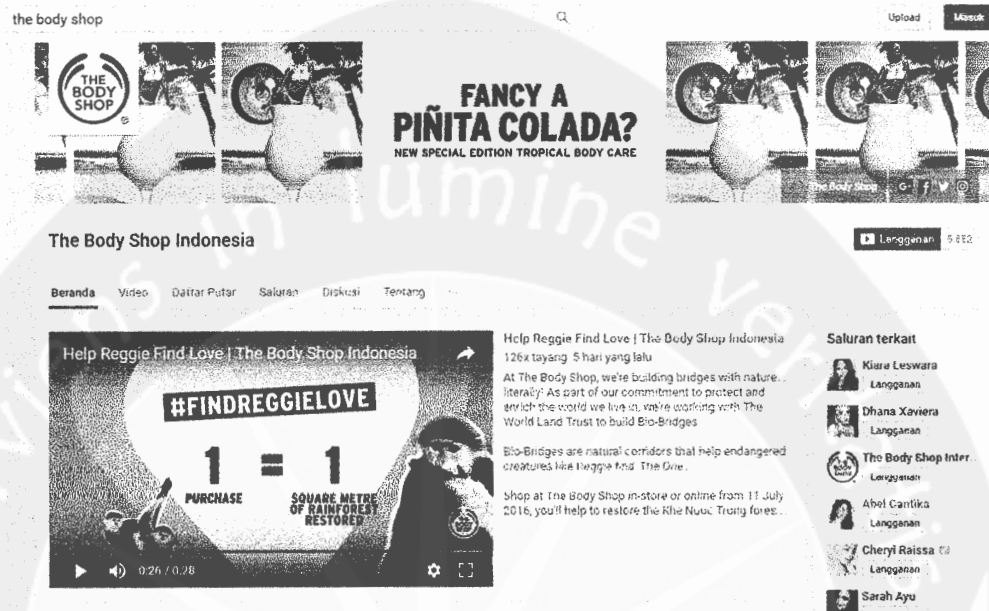 the body shop
Upload
Masuk
THE
BODY
SHOP
FANCY A
PIÑITA COLADA?
NEW SPECIAL EDITION TROPICAL BODY CARE
The Body Shop
The Body Shop Indonesia
Langganan
Beranda Video Daftar Putar Saluran Diskusi Tentang
Help Reggie Find Love | The Body Shop Indonesia
#FINDREGGIELOVE
1 = 1
PURCHASE
SQUARE METRE
OF RAINFOREST
RESTORED
0:26 / 0:28
Help Reggie Find Love | The Body Shop Indonesia
126x tayang 5 hari yang lalu
At The Body Shop, we're building bridges with nature...
literally! As part of our commitment to protect and
enrich the world we live in, we're working with The
World Land Trust to build Bio-Bridges
Bio-Bridges are natural corridors that help endangered
creatures like Reggie find 'The One'.
Shop at The Body Shop in-store or online from 11 July
2016, you'll help to restore the Khe Nuoc Trong fores...
Saluran terkait
Kiara Leswara
Langganan
Dhana Xaviera
Langganan
The Body Shop Inter...
Langganan
Abel Cantika
Langganan
Cheryl Raissa
Langganan
Sarah Ayu
in lumine